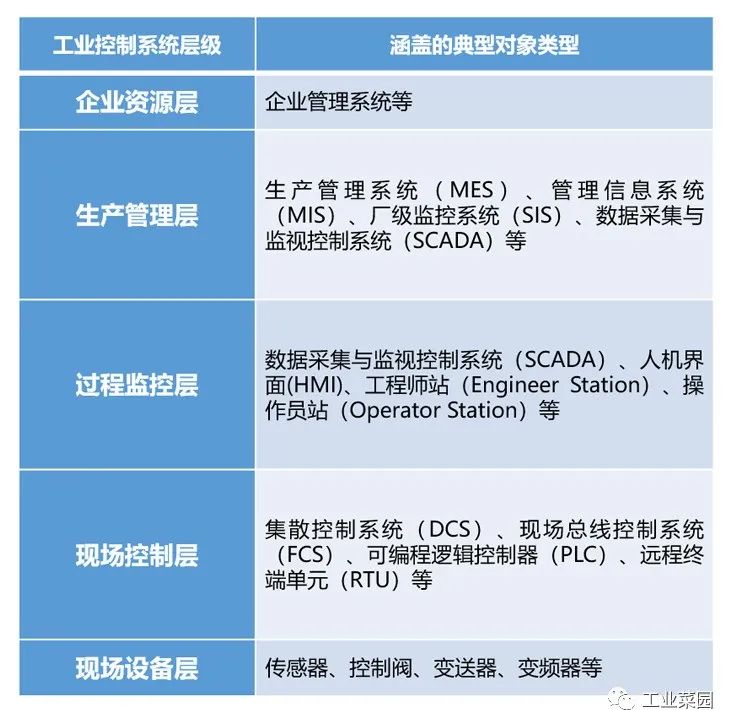 工业控制系统层级
涵盖的典型对象类型
企业资源层
企业管理系统等
生产管理层
生产管理系统（MES）、管理信息系统
（MIS）、厂级监控系统（SIS）、数据采集与
监视控制系统（SCADA）等
过程监控层
数据采集与监视控制系统（SCADA）、人机界
面(HMI)、工程师站（Engineer Station）、操
作员站（Operator Station）等
现场控制层
集散控制系统（DCS）、现场总线控制系统
（FCS）、可编程逻辑控制器（PLC）、远程终
端单元（RTU）等
现场设备层
传感器、控制阀、变送器、变频器等
工业菜园